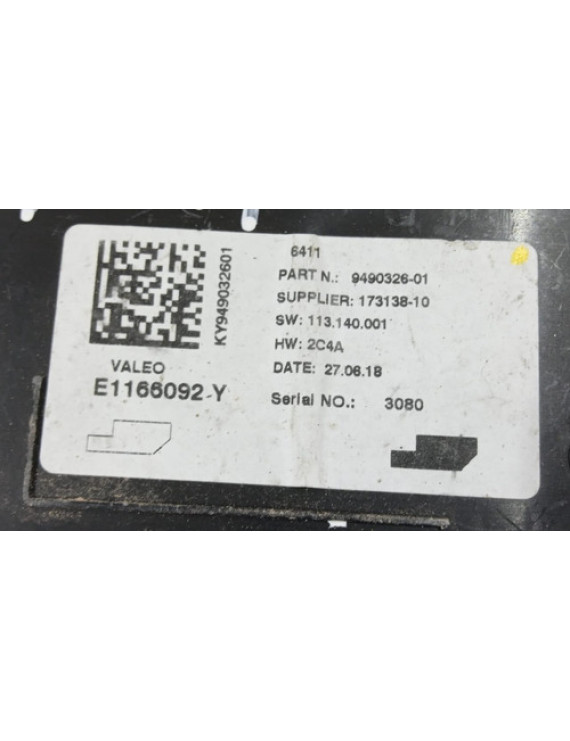 KY949032601
6411
PART N.: 9490326-01
SUPPLIER: 173138-10
SW: 113.140.001
HW: 2C4A
DATE: 27.06.18
Serial NO.: 3080
VALEO
E1166092-Y